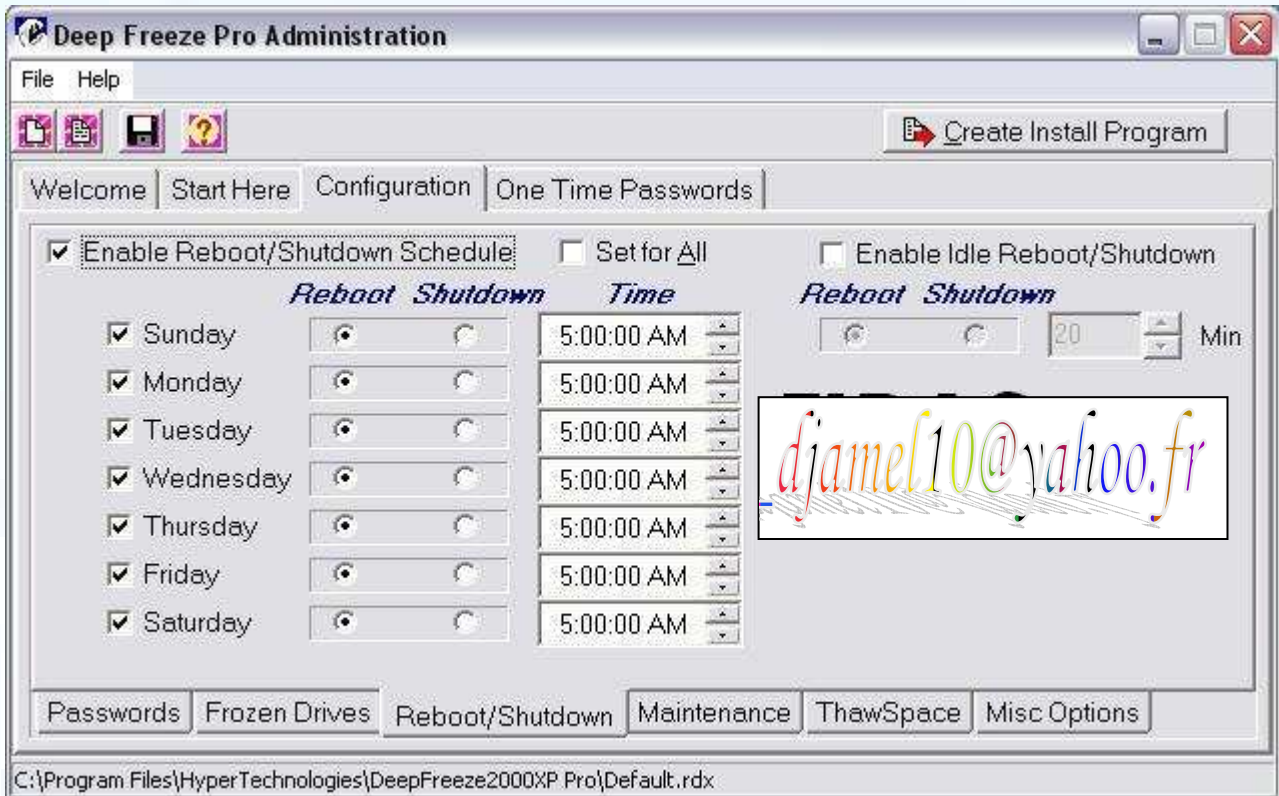 Deep Freeze Pro Administration
File Help
Create Install Program
Welcome Start Here Configuration One Time Passwords
Enable Reboot/Shutdown Schedule Set for All Enable Idle Reboot/Shutdown
Reboot Shutdown Time Reboot Shutdown
Sunday 5:00:00 AM 20 Min
Monday 5:00:00 AM
Tuesday 5:00:00 AM
Wednesday 5:00:00 AM
Thursday 5:00:00 AM
Friday 5:00:00 AM
Saturday 5:00:00 AM
djamel10@yahoo.fr
Passwords Frozen Drives Reboot/Shutdown Maintenance ThawSpace Misc Options
C:\Program Files\HyperTechnologies\DeepFreeze2000XP Pro\Default.rdx